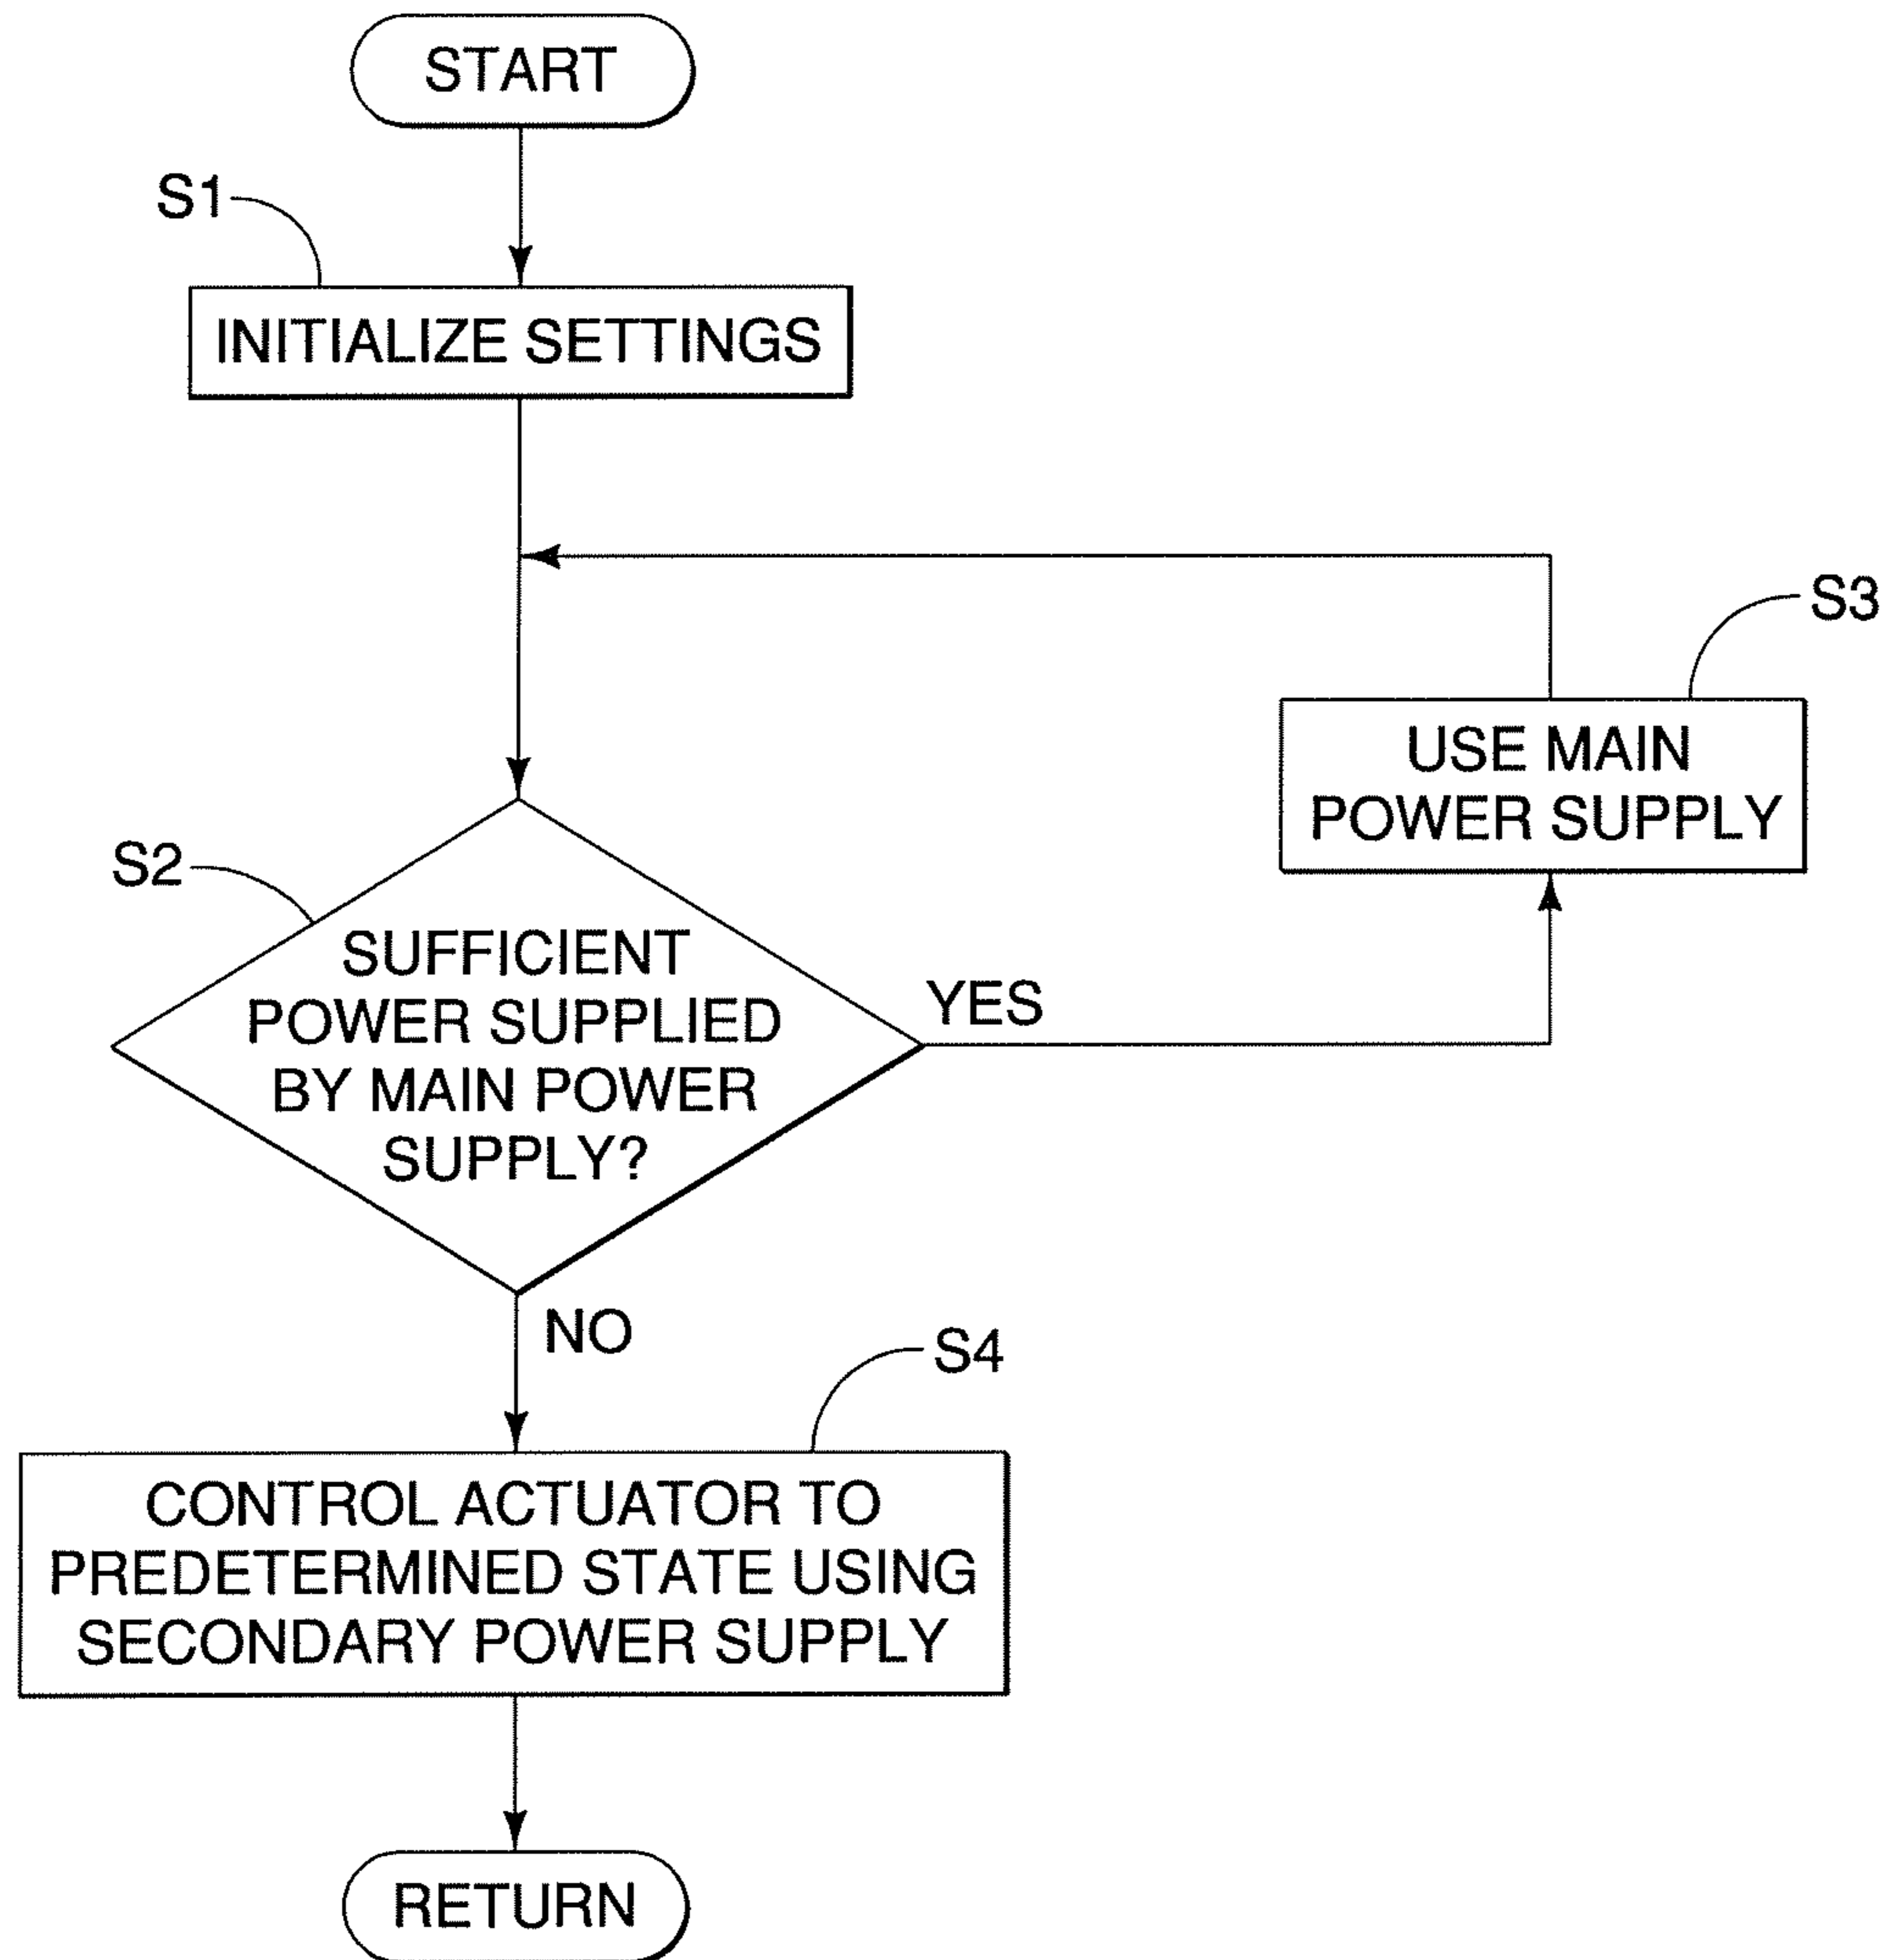 START
S1
INITIALIZE SETTINGS
S3
USE MAIN
POWER SUPPLY
S2
SUFFICIENT
POWER SUPPLIED
BY MAIN POWER
SUPPLY?
YES
NO
S4
CONTROL ACTUATOR TO
PREDETERMINED STATE USING
SECONDARY POWER SUPPLY
RETURN